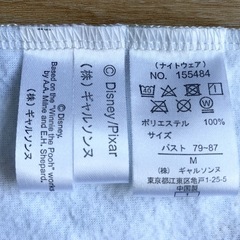 © Disney.
Based on the "Winnie the Pooh" works
by A.A. Milne and E.H. Shepard.
(株) ギャルソンヌ
© Disney/Pixar
(株) ギャルソンヌ
(ナイトウェア)
NO. 155484
ポリエステル 100%
サイズ
バスト 79~87
M
(株) ギャルソンヌ
東京都江東区亀戸1-25-5
中国製